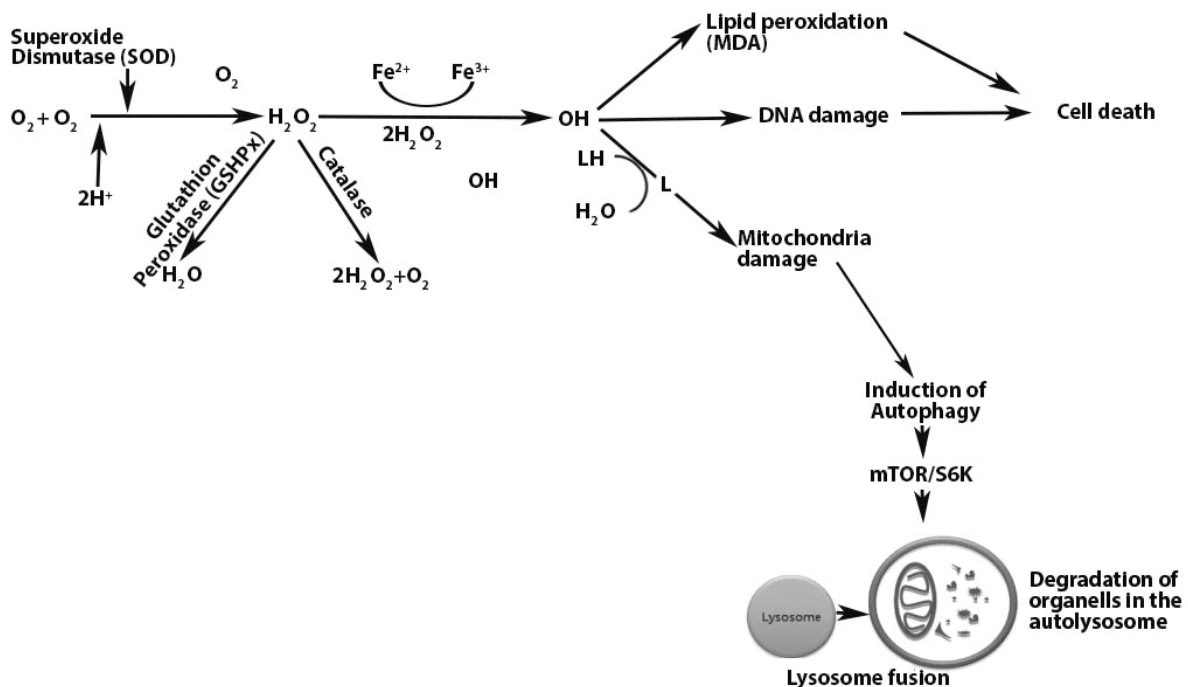 Superoxide
Dismutase (SOD)
O₂ + O₂
2H⁺
O₂
H₂O₂
Glutathion
Peroxidase (GSHPx)
H₂O
Catalase
2H₂O₂+O₂
Fe²⁺
Fe³⁺
2H₂O₂
OH
OH
LH
L
H₂O
Lipid peroxidation
(MDA)
DNA damage
Cell death
Mitochondria
damage
Induction of
Autophagy
mTOR/S6K
Lysosome
Lysosome fusion
Degradation of
organells in the
autolysosome